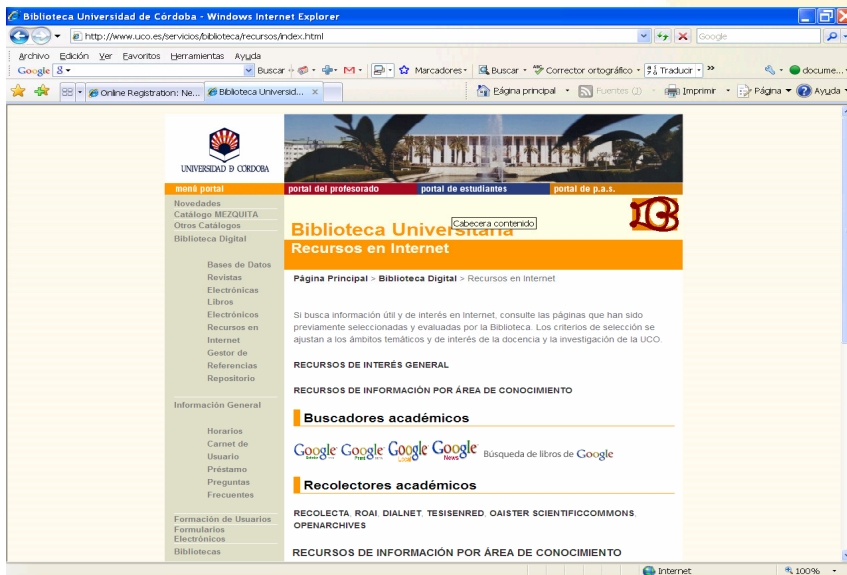 Biblioteca Universidad de Córdoba - Windows Internet Explorer
http://www.uco.es/servicios/biblioteca/recursos/index.html
Google
Archivo Edición Ver Favoritos Herramientas Ayuda
Google Buscar Marcadores Buscar Corrector ortográfico Traducir » docume...
Online Registration: Ne... Biblioteca Universid... x Página principal Fuentes (J) Imprimir Página Ayuda
UNIVERSIDAD Ð CORDOBA
menú portal
portal del profesorado portal de estudiantes portal de p.a.s.
Novedades
Catálogo MEZQUITA
Otros Catálogos
Biblioteca Digital
Bases de Datos
Revistas
Electrónicas
Libros
Electrónicos
Recursos en
Internet
Gestor de
Referencias
Repositorio
Información General
Horarios
Carnet de
Usuario
Préstamo
Preguntas
Frecuentes
Formación de Usuarios
Formularios
Electrónicos
Bibliotecas
Biblioteca Universitaria
Cabecera contenido
Recursos en Internet
Página Principal > Biblioteca Digital > Recursos en Internet
Si busca información útil y de interés en Internet, consulte las páginas que han sido
previamente seleccionadas y evaluadas por la Biblioteca. Los criterios de selección se
ajustan a los ámbitos temáticos y de interés de la docencia y la investigación de la UCO.
RECURSOS DE INTERÉS GENERAL
RECURSOS DE INFORMACIÓN POR ÁREA DE CONOCIMIENTO
Buscadores académicos
Google Google Google Google News Búsqueda de libros de Google
Recolectores académicos
RECOLECTA, ROAI, DIALNET, TESISENRED, OAISTER SCIENTIFICCOMMONS,
OPENARCHIVES
RECURSOS DE INFORMACIÓN POR ÁREA DE CONOCIMIENTO
Internet 100%